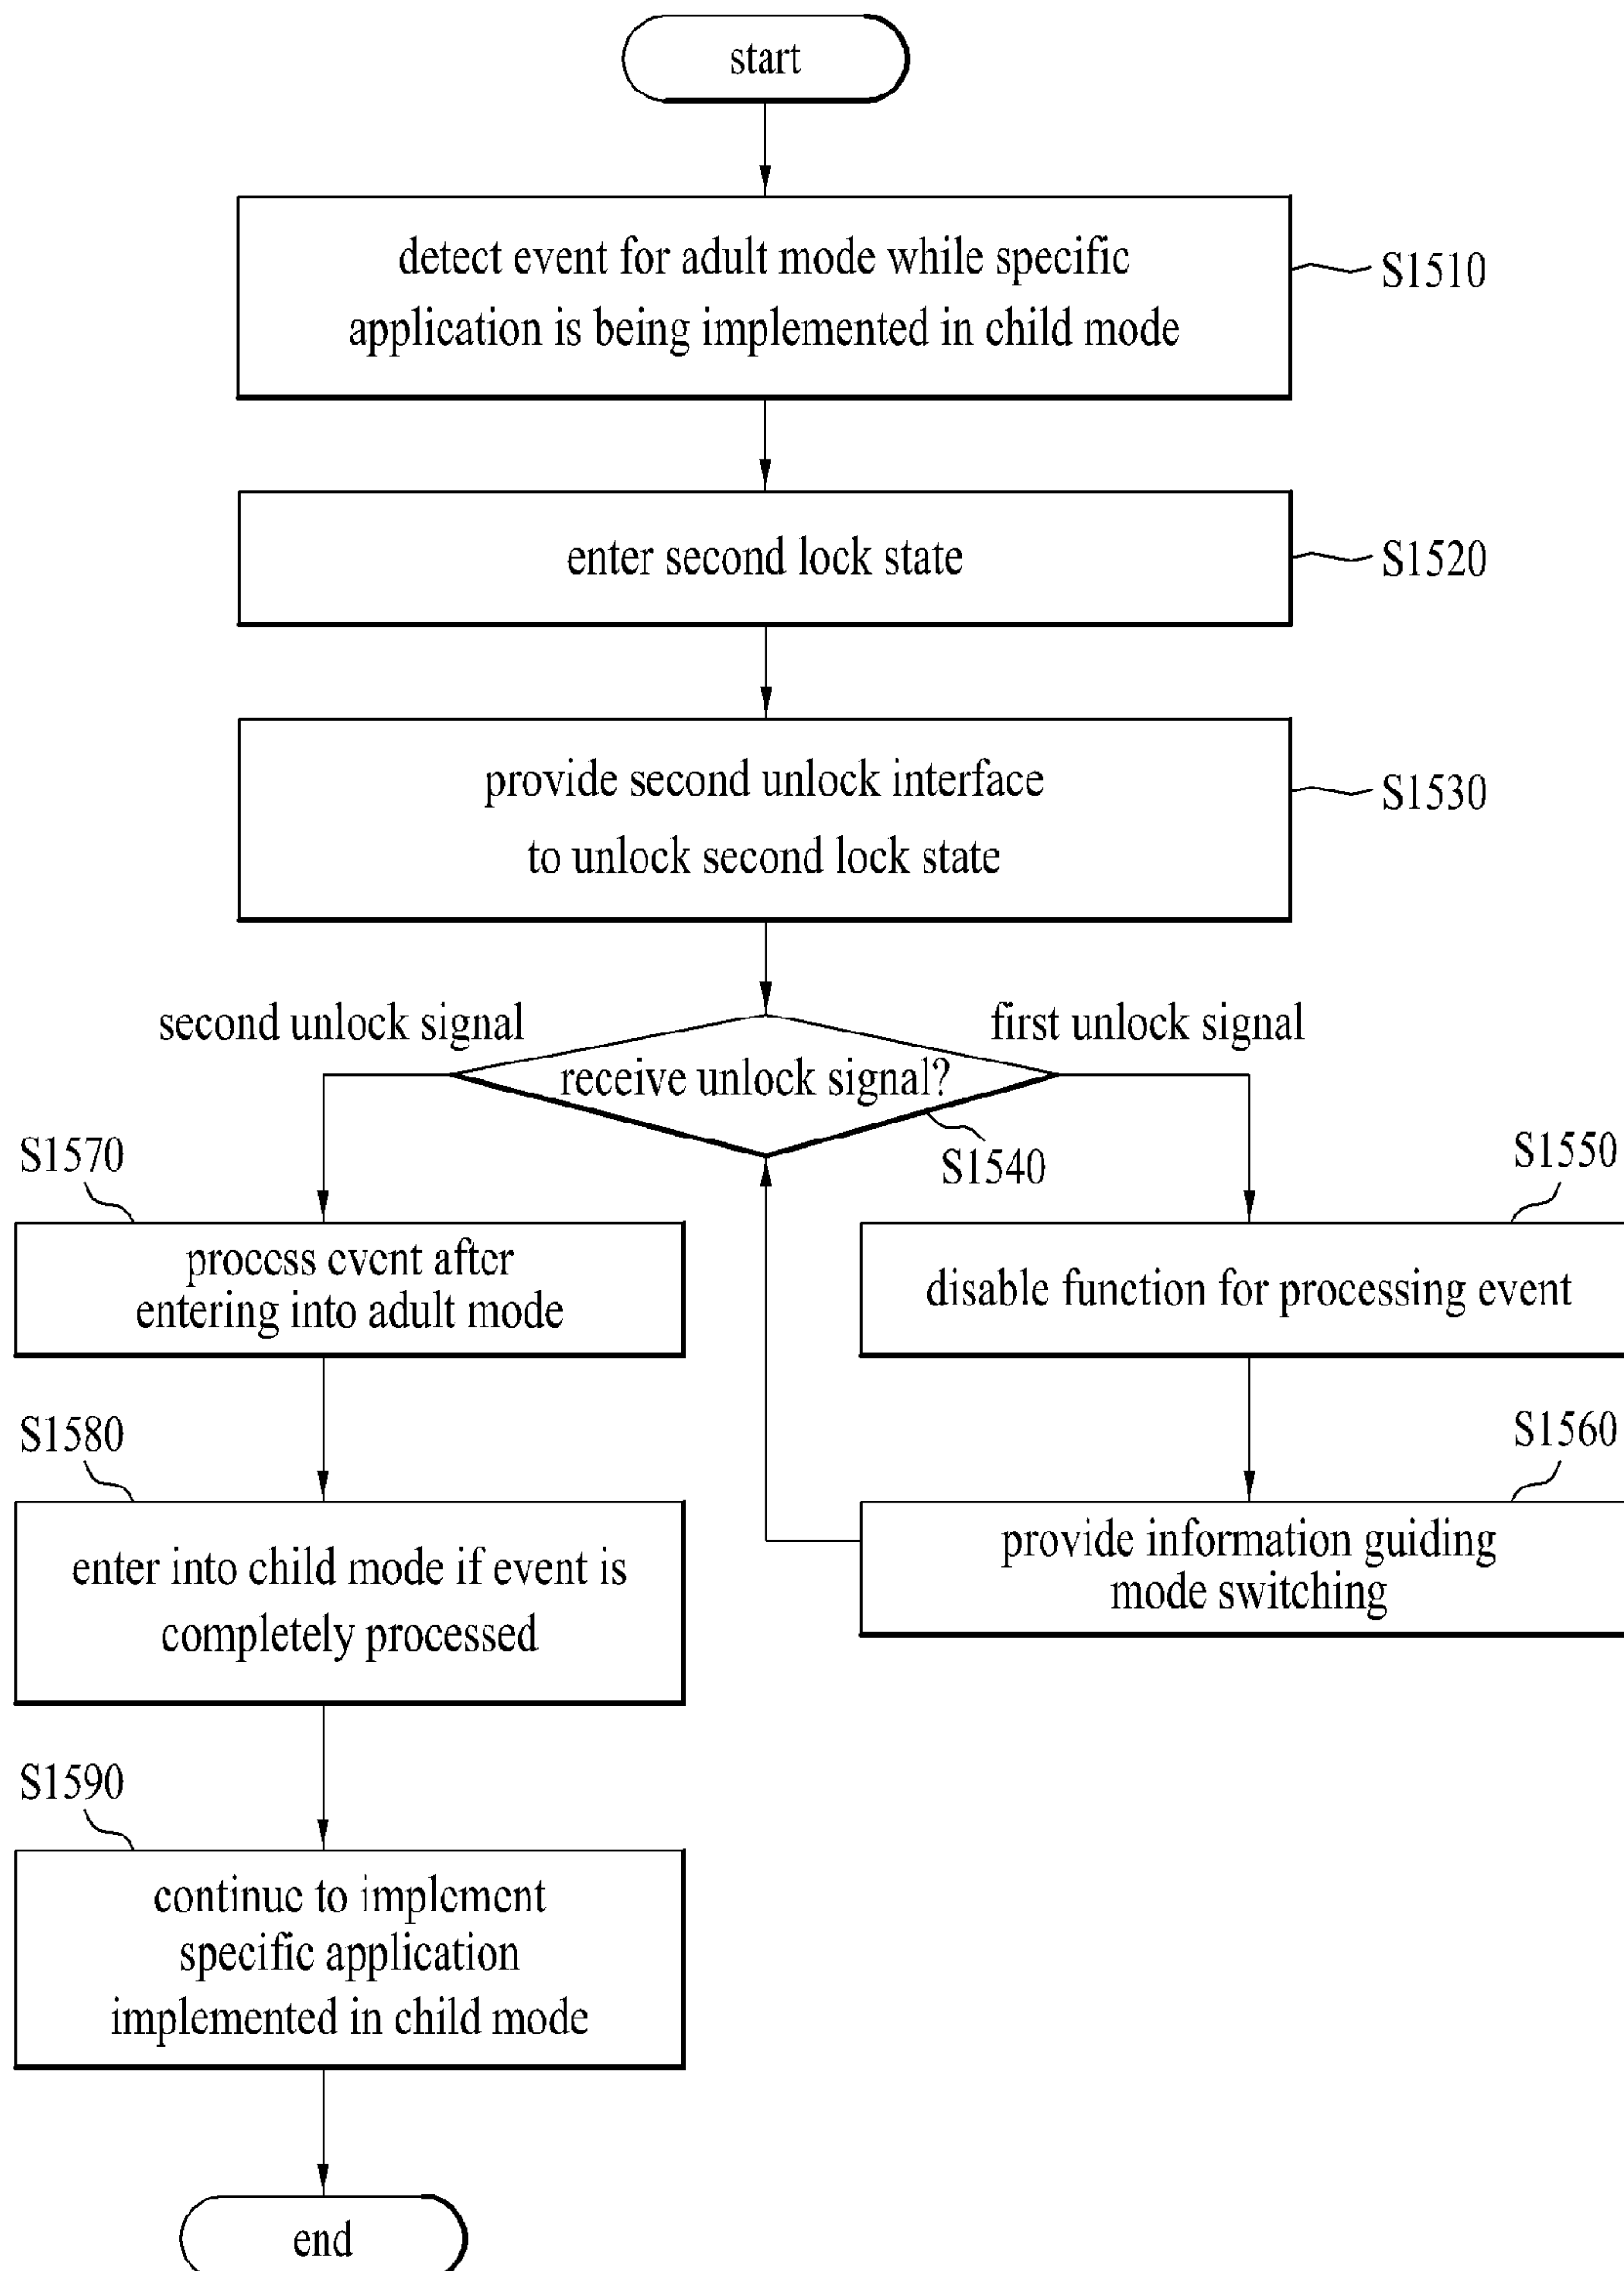 start
detect event for adult mode while specific
application is being implemented in child mode
S1510
enter second lock state
S1520
provide second unlock interface
to unlock second lock state
S1530
second unlock signal
first unlock signal
receive unlock signal?
S1540
S1570
process event after
entering into adult mode
S1550
disable function for processing event
S1580
enter into child mode if event is
completely processed
S1560
provide information guiding
mode switching
S1590
continue to implement
specific application
implemented in child mode
end